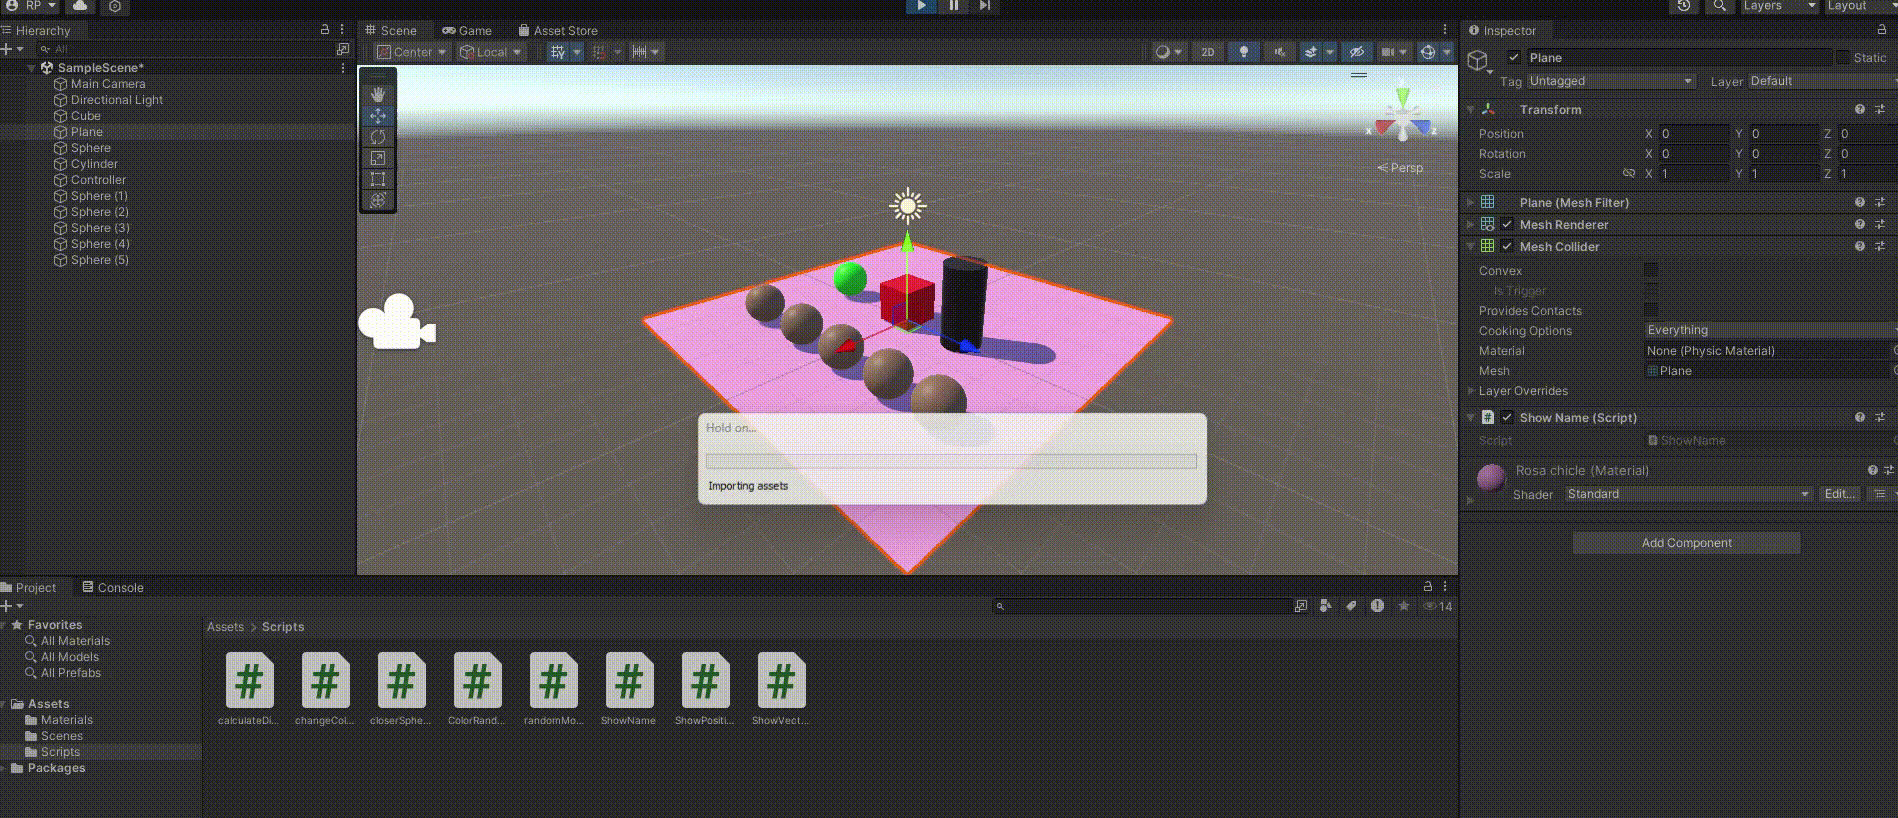 RP
Layers
Layout
Hierarchy
All
SampleScene*
Main Camera
Directional Light
Cube
Plane
Sphere
Cylinder
Controller
Sphere (1)
Sphere (2)
Sphere (3)
Sphere (4)
Sphere (5)
Scene
Game
Asset Store
Center
Local
2D
x
z
Persp
Hold on...
Importing assets
Inspector
Plane
Static
Tag Untagged
Layer Default
Transform
Position X 0 Y 0 Z 0
Rotation X 0 Y 0 Z 0
Scale X 1 Y 1 Z 1
Plane (Mesh Filter)
Mesh Renderer
Mesh Collider
Convex
Is Trigger
Provides Contacts
Cooking Options Everything
Material None (Physic Material)
Mesh Plane
Layer Overrides
# Show Name (Script)
Script ShowName
Rosa chicle (Material)
Shader Standard Edit...
Add Component
Project
Console
14
Favorites
All Materials
All Models
All Prefabs
Assets
Materials
Scenes
Scripts
Packages
Assets > Scripts
# # # # # # # #
calculateDi... changeCol... closerSphe... ColorRand... randomMo... ShowName ShowPositi... ShowVect...